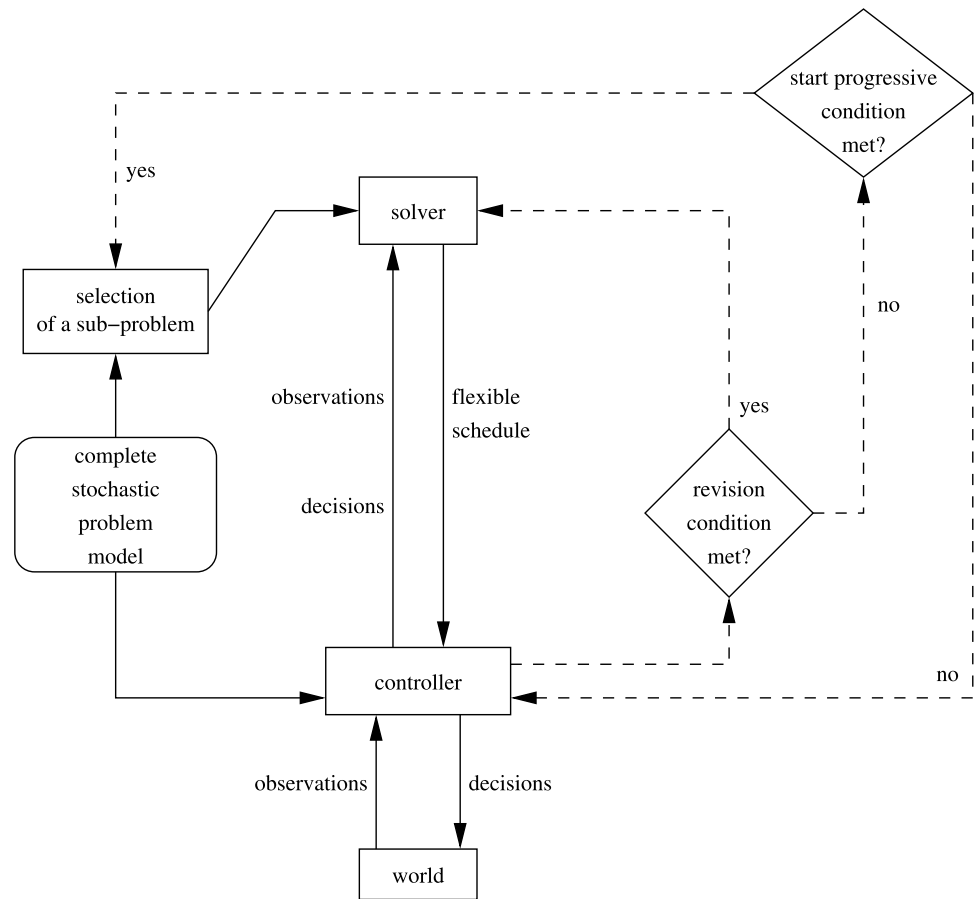 start progressive
condition
met?
yes
solver
selection
of a sub−problem
no
observations
flexible
schedule
yes
complete
stochastic
problem
model
decisions
revision
condition
met?
controller
no
observations
decisions
world